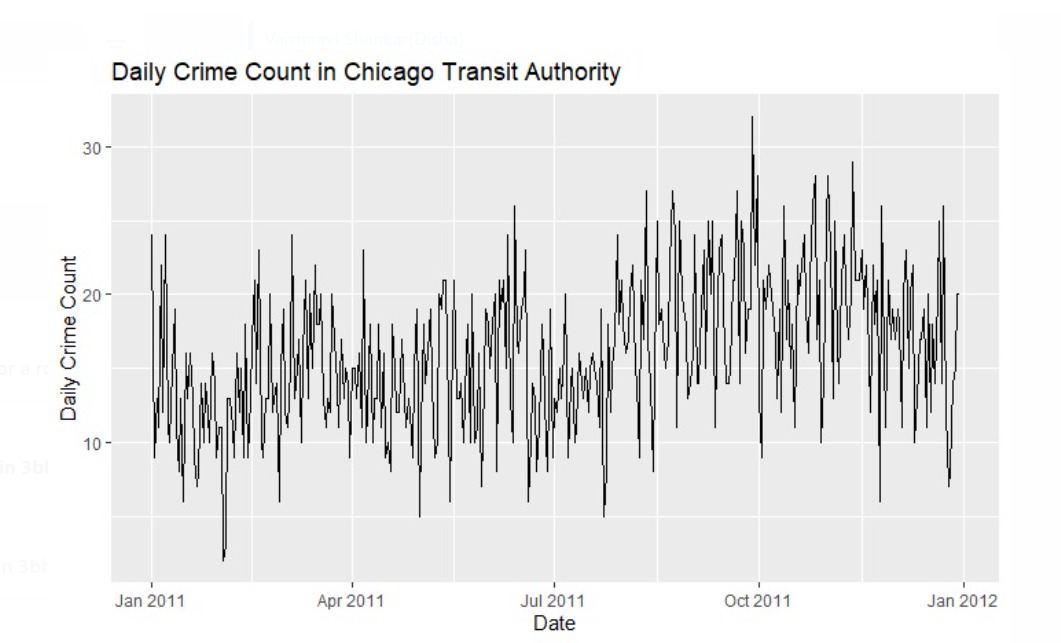 Daily Crime Count in Chicago Transit Authority
Daily Crime Count
30
20
10
Jan 2011
Apr 2011
Jul 2011
Oct 2011
Jan 2012
Date